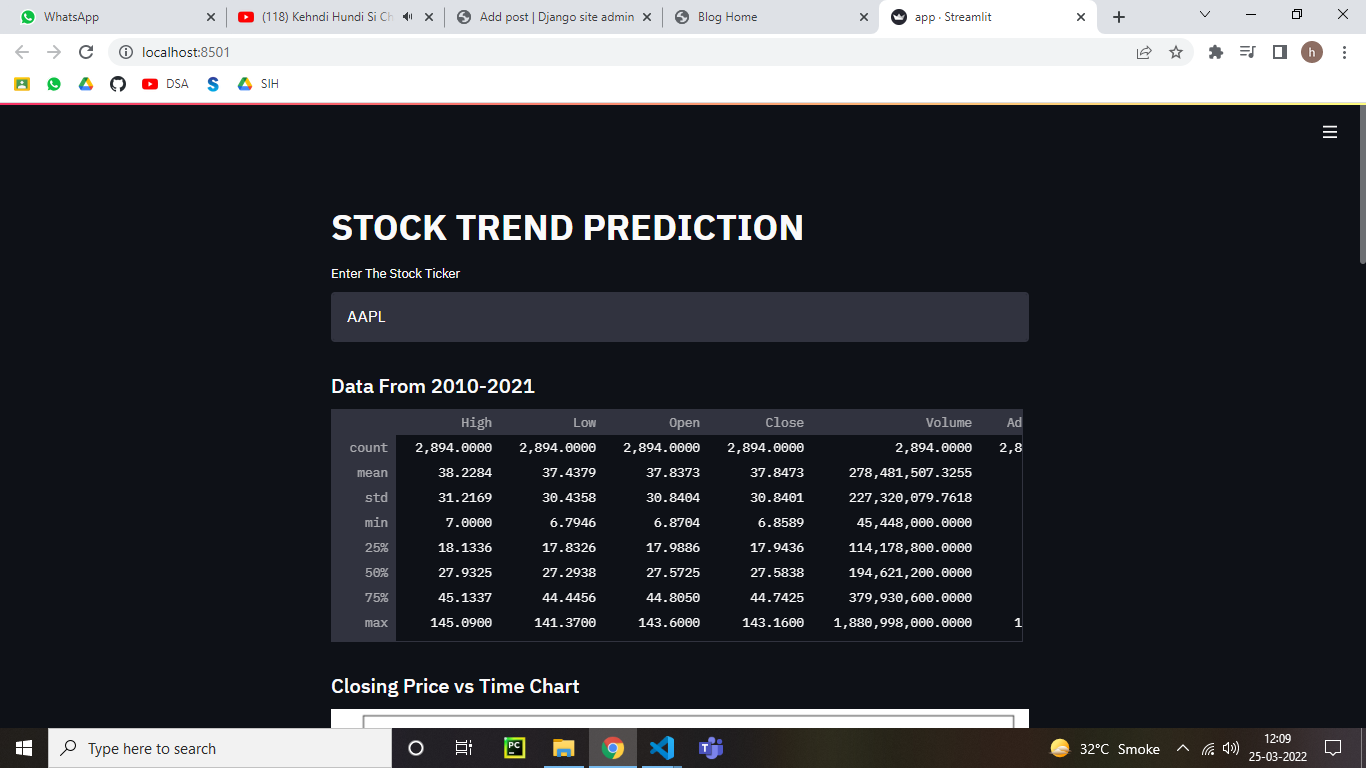 WhatsApp
(118) Kehndi Hundi Si Ch
Add post | Django site admin
Blog Home
app · Streamlit
localhost:8501
h
DSA
S
SIH
STOCK TREND PREDICTION
Enter The Stock Ticker
AAPL
Data From 2010-2021
High Low Open Close Volume Ad
count 2,894.0000 2,894.0000 2,894.0000 2,894.0000 2,894.0000 2,8
mean 38.2284 37.4379 37.8373 37.8473 278,481,507.3255
std 31.2169 30.4358 30.8404 30.8401 227,320,079.7618
min 7.0000 6.7946 6.8704 6.8589 45,448,000.0000
25% 18.1336 17.8326 17.9886 17.9436 114,178,800.0000
50% 27.9325 27.2938 27.5725 27.5838 194,621,200.0000
75% 45.1337 44.4456 44.8050 44.7425 379,930,600.0000
max 145.0900 141.3700 143.6000 143.1600 1,880,998,000.0000 1
Closing Price vs Time Chart
Type here to search
PC
32°C Smoke
12:09
25-03-2022